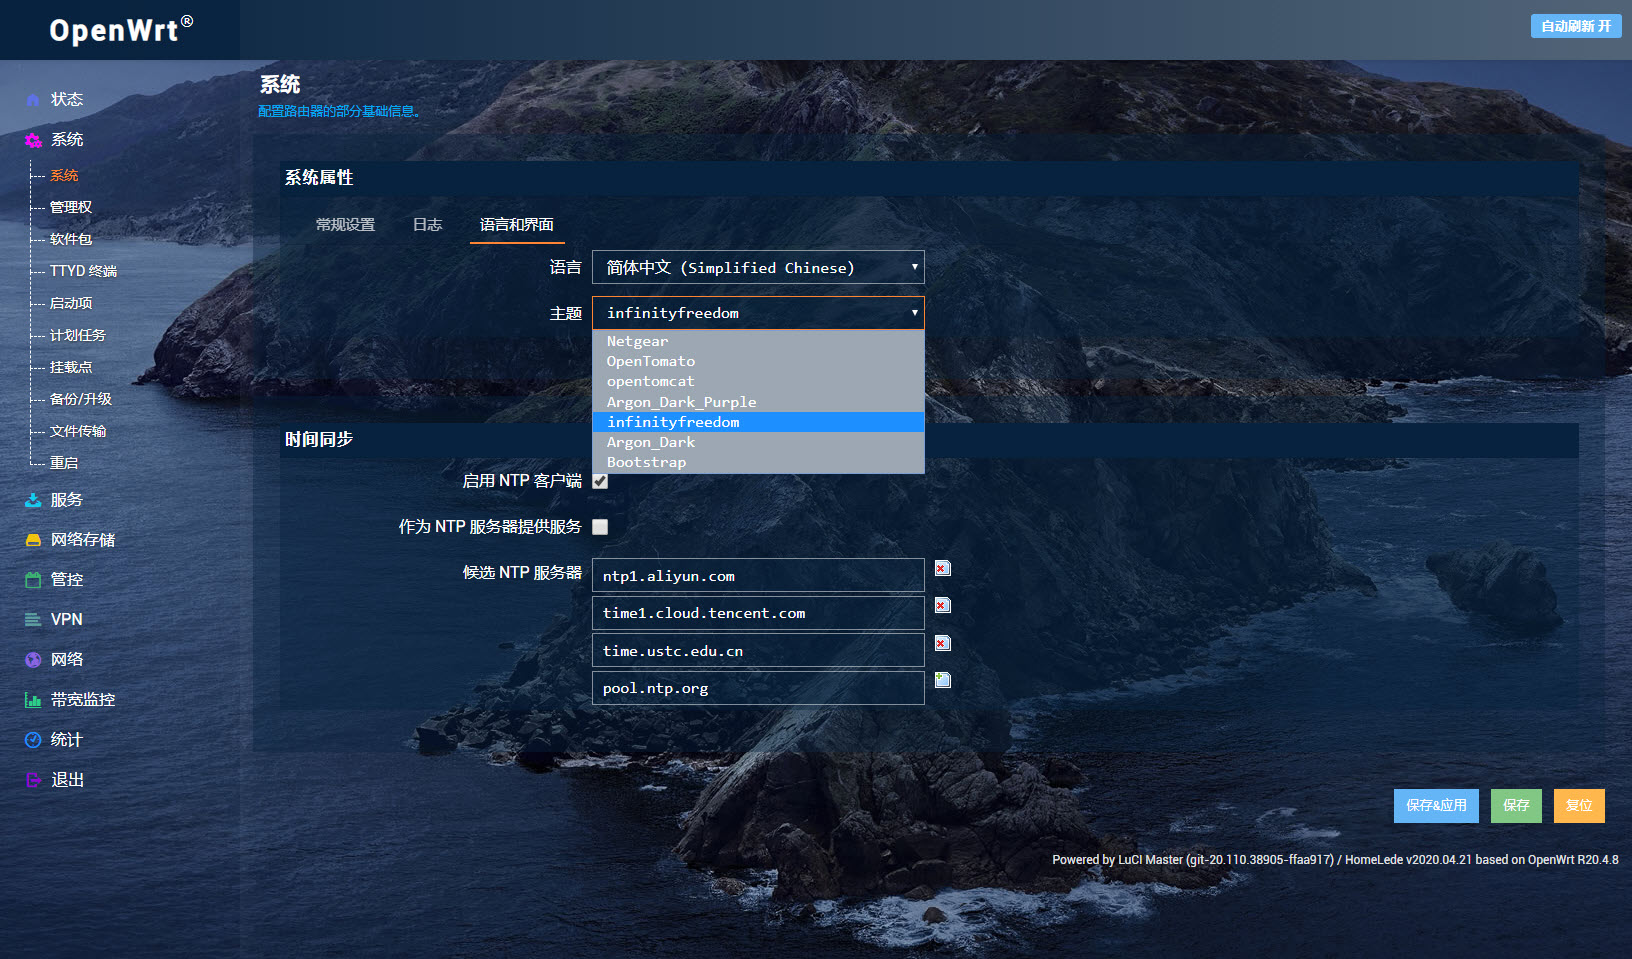 OpenWrt®
自动刷新 开
状态
系统
系统
管理权
软件包
TTYD 终端
启动项
计划任务
挂载点
备份/升级
文件传输
重启
服务
网络存储
管控
VPN
网络
带宽监控
统计
退出
系统
配置路由器的部分基础信息。
系统属性
常规设置 日志 语言和界面
语言 简体中文 (Simplified Chinese)
主题 infinityfreedom
Netgear
OpenTomato
opentomcat
Argon_Dark_Purple
infinityfreedom
Argon_Dark
Bootstrap
时间同步
启用 NTP 客户端
作为 NTP 服务器提供服务
候选 NTP 服务器 ntp1.aliyun.com
time1.cloud.tencent.com
time.ustc.edu.cn
pool.ntp.org
保存&应用 保存 复位
Powered by LuCI Master (git-20.110.38905-ffaa917) / HomeLede v2020.04.21 based on OpenWrt R20.4.8